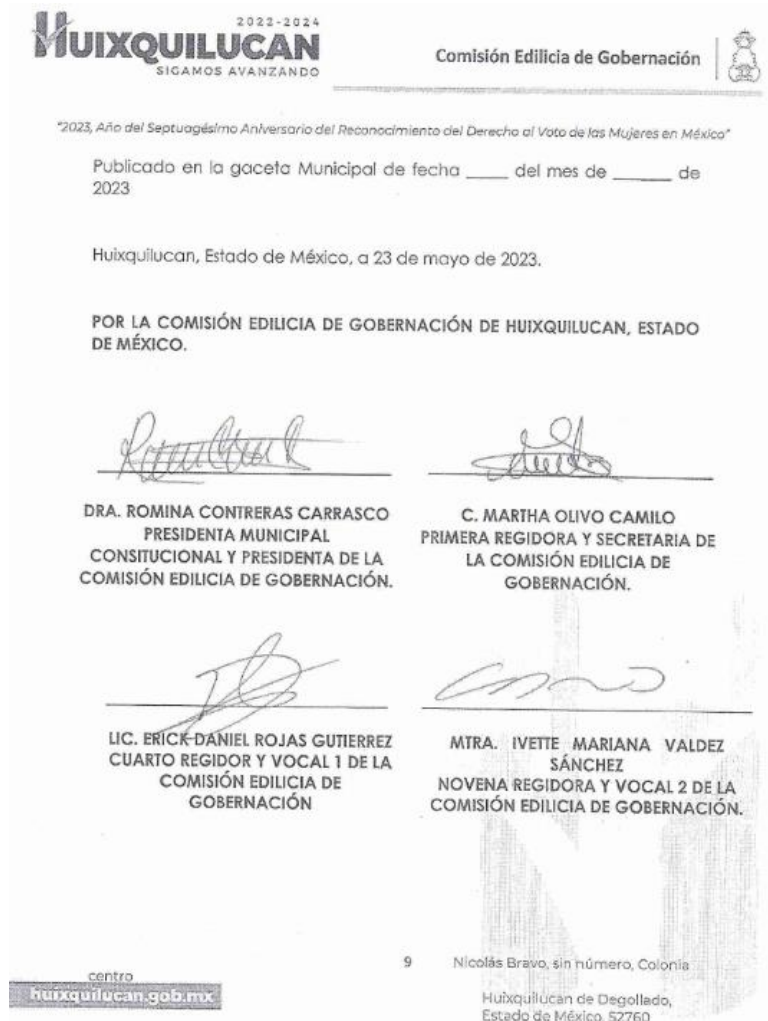 2022-2024
HUIXQUILUCAN
SIGAMOS AVANZANDO
Comisión Edilicia de Gobernación
"2023, Año del Septuagésimo Aniversario del Reconocimiento del Derecho al Voto de las Mujeres en México"
Publicado en la gaceta Municipal de fecha ____ del mes de ______ de
2023
Huixquilucan, Estado de México, a 23 de mayo de 2023.
POR LA COMISIÓN EDILICIA DE GOBERNACIÓN DE HUIXQUILUCAN, ESTADO
DE MÉXICO.
DRA. ROMINA CONTRERAS CARRASCO
PRESIDENTA MUNICIPAL
CONSITUCIONAL Y PRESIDENTA DE LA
COMISIÓN EDILICIA DE GOBERNACIÓN.
C. MARTHA OLIVO CAMILO
PRIMERA REGIDORA Y SECRETARIA DE
LA COMISIÓN EDILICIA DE
GOBERNACIÓN.
LIC. ERICK DANIEL ROJAS GUTIERREZ
CUARTO REGIDOR Y VOCAL 1 DE LA
COMISIÓN EDILICIA DE
GOBERNACIÓN
MTRA. IVETTE MARIANA VALDEZ
SÁNCHEZ
NOVENA REGIDORA Y VOCAL 2 DE LA
COMISIÓN EDILICIA DE GOBERNACIÓN.
9
Nicolás Bravo, sin número, Colonia
centro
huixquilucan.gob.mx
Huixquilucan de Degollado,
Estado de México, 52760